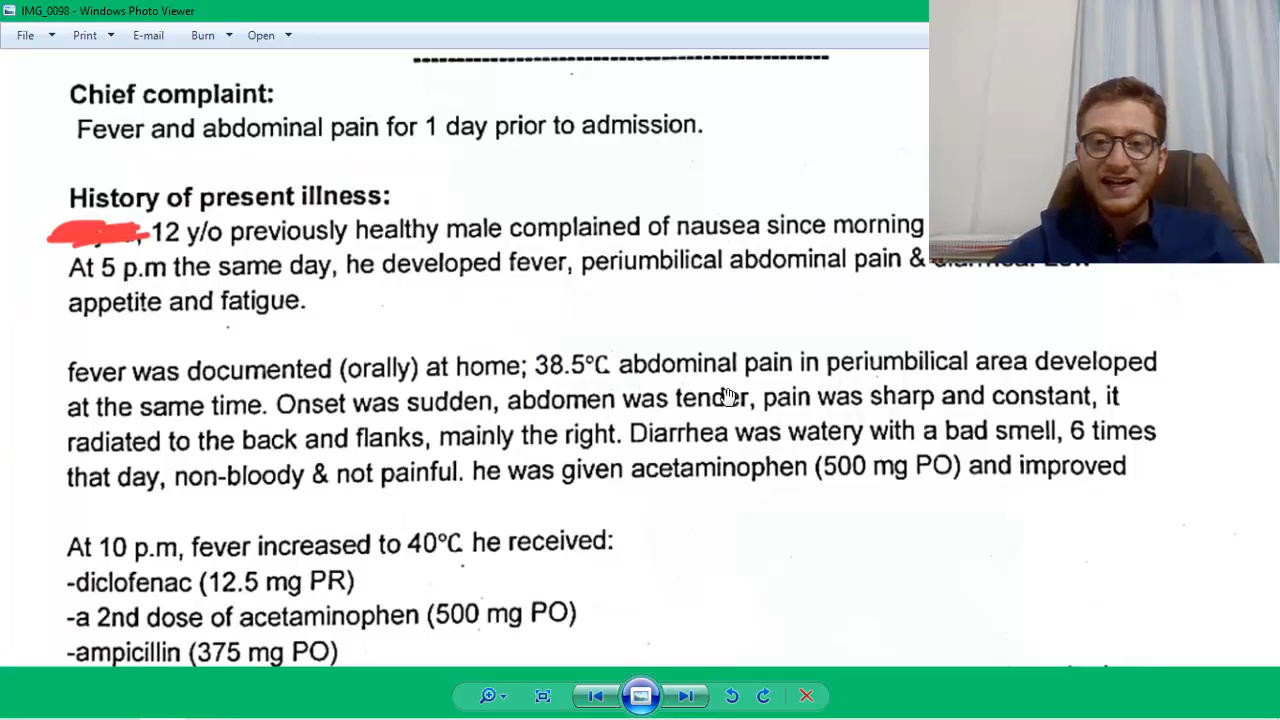 IMG_0098 - Windows Photo Viewer
File Print E-mail Burn Open
Chief complaint:
Fever and abdominal pain for 1 day prior to admission.
History of present illness:
12 y/o previously healthy male complained of nausea since morning
At 5 p.m the same day, he developed fever, periumbilical abdominal pain &
appetite and fatigue.
fever was documented (orally) at home; 38.5°C abdominal pain in periumbilical area developed
at the same time. Onset was sudden, abdomen was tender, pain was sharp and constant, it
radiated to the back and flanks, mainly the right. Diarrhea was watery with a bad smell, 6 times
that day, non-bloody & not painful. he was given acetaminophen (500 mg PO) and improved
At 10 p.m, fever increased to 40°C he received:
-diclofenac (12.5 mg PR)
-a 2nd dose of acetaminophen (500 mg PO)
-ampicillin (375 mg PO)